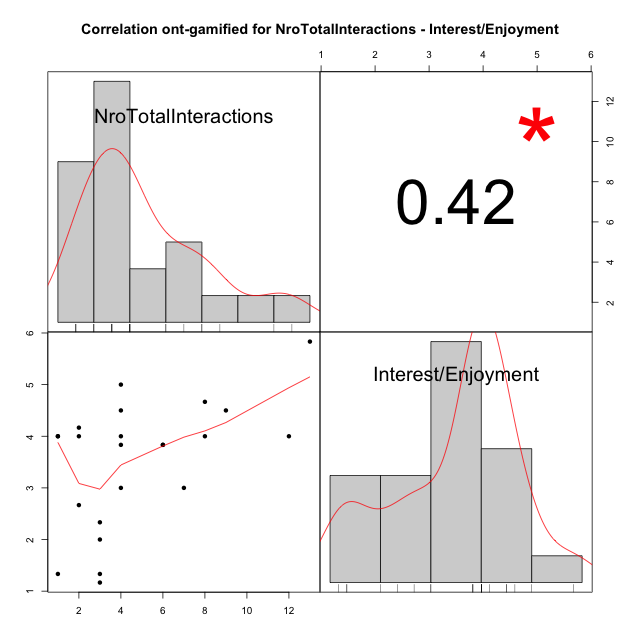 Correlation ont-gamified for NroTotalInteractions - Interest/Enjoyment
1 2 3 4 5 6
NroTotalInteractions
*
0.42
12
10
8
6
4
2
6
5
4
3
2
1
Interest/Enjoyment
2 4 6 8 10 12